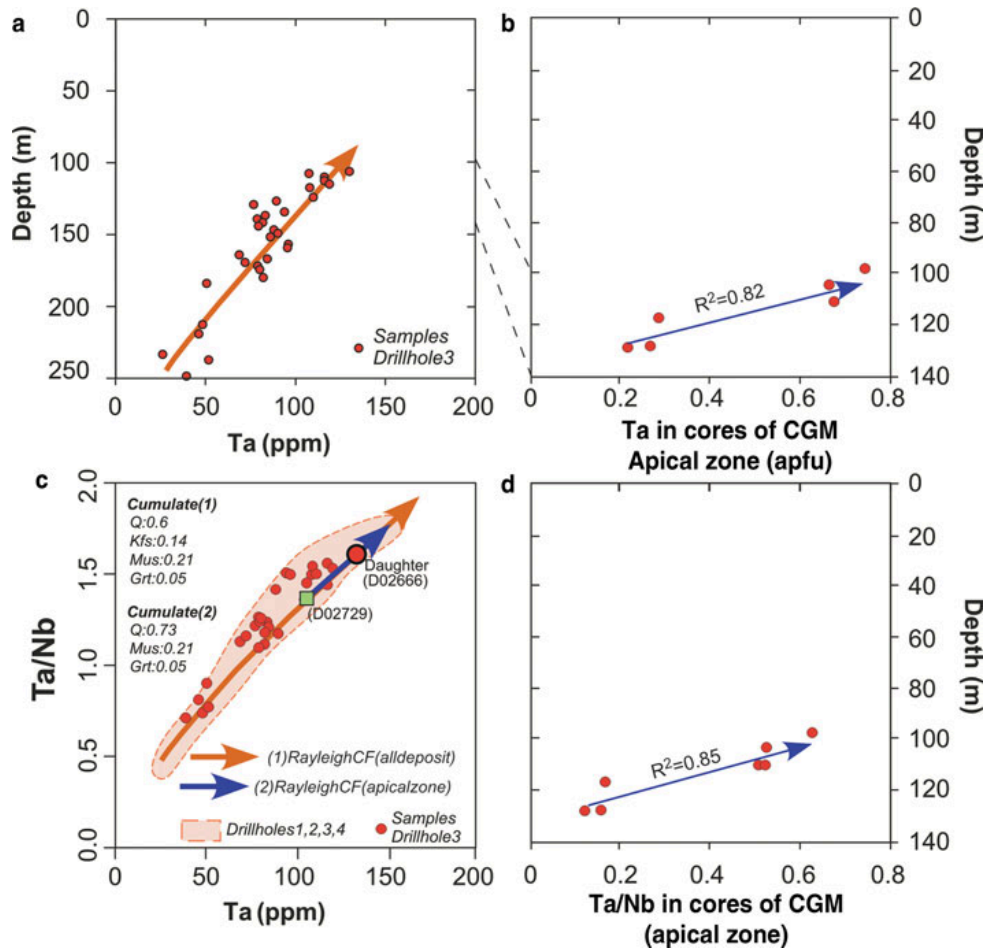 a
0
50
100
150
200
250
Depth (m)
Samples
Drillhole3
0
50
100
150
200
Ta (ppm)
b
R²=0.82
0
20
40
60
80
100
120
140
Depth (m)
0
0.2
0.4
0.6
0.8
Ta in cores of CGM
Apical zone (apfu)
c
2.0
1.5
1.0
0.5
0.0
Ta/Nb
Cumulate(1)
Q:0.6
Kfs:0.14
Mus:0.21
Grt:0.05
Cumulate(2)
Q:0.73
Mus:0.21
Grt:0.05
Daughter
(D02666)
(D02729)
(1)RayleighCF(alldeposit)
(2)RayleighCF(apicalzone)
Drillholes1,2,3,4
Samples
Drillhole3
0
50
100
150
200
Ta (ppm)
d
R²=0.85
0
20
40
60
80
100
120
140
Depth (m)
0
0.2
0.4
0.6
0.8
Ta/Nb in cores of CGM
(apical zone)